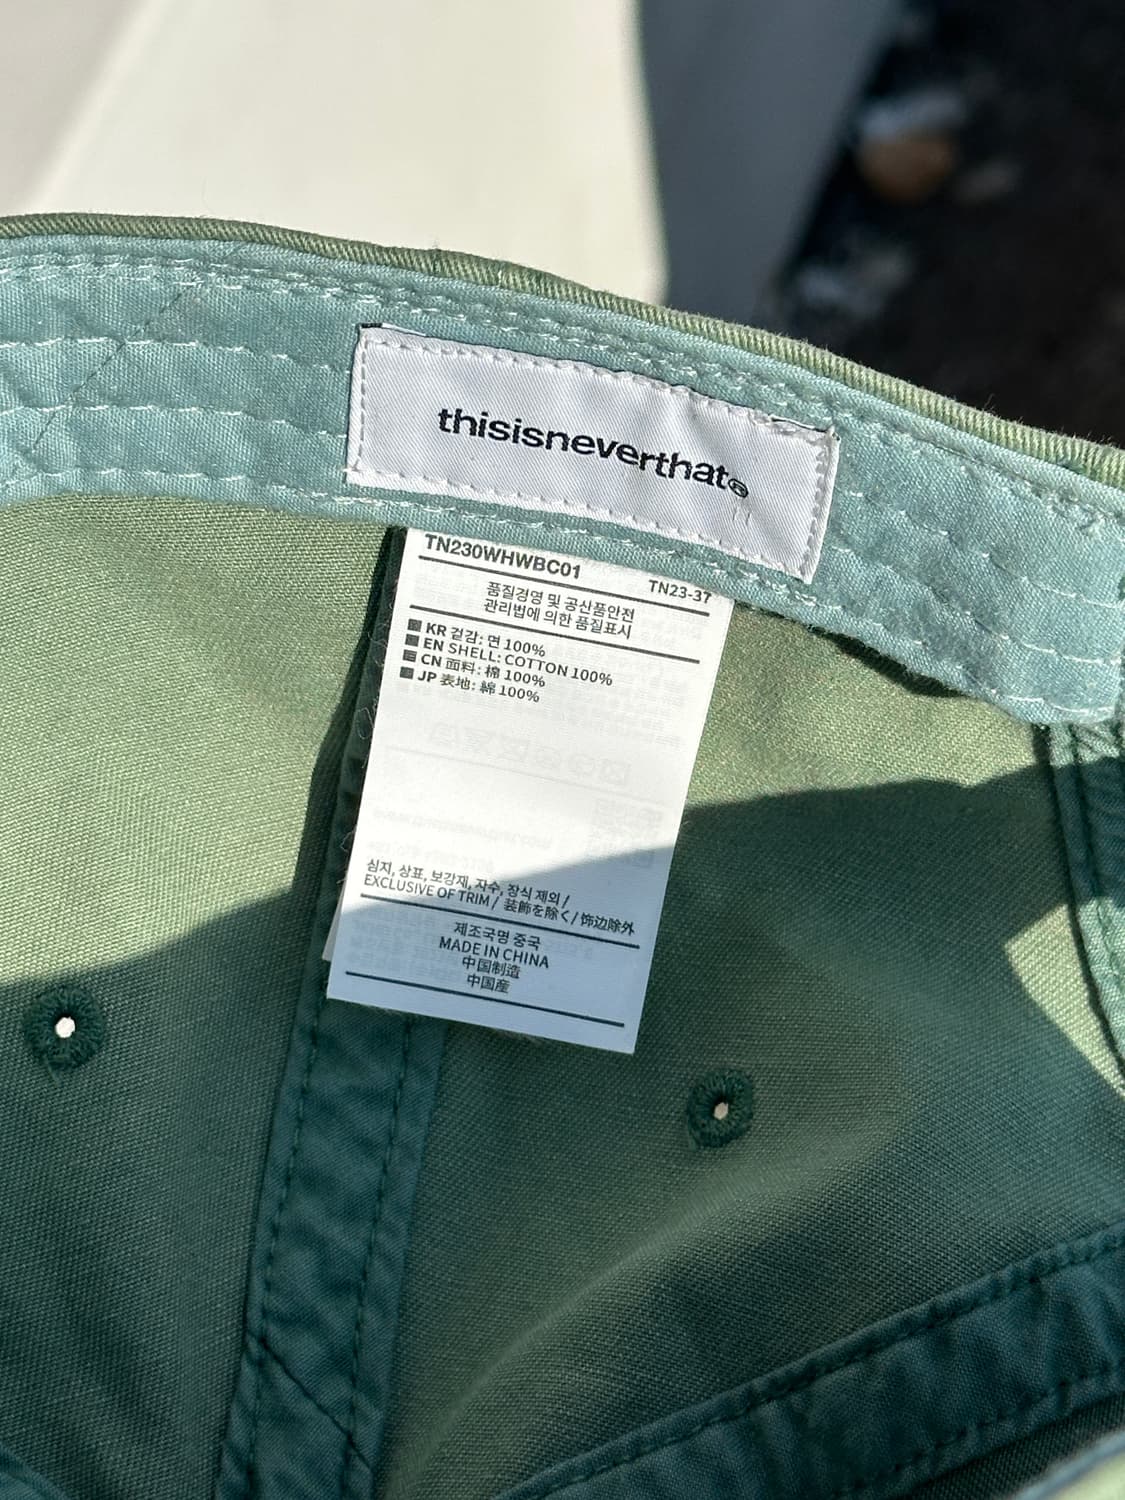 thisisneverthat®
TN230WHWBC01
TN23-37
품질경영 및 공산품안전
관리법에 의한 품질표시
KR 겉감: 면 100%
EN SHELL: COTTON 100%
CN 面料: 棉 100%
JP 表地: 綿 100%
심지, 상표, 보강재, 자수, 장식 제외 /
EXCLUSIVE OF TRIM / 装飾を除く / 饰边除外
제조국명 중국
MADE IN CHINA
中国制造
中国産